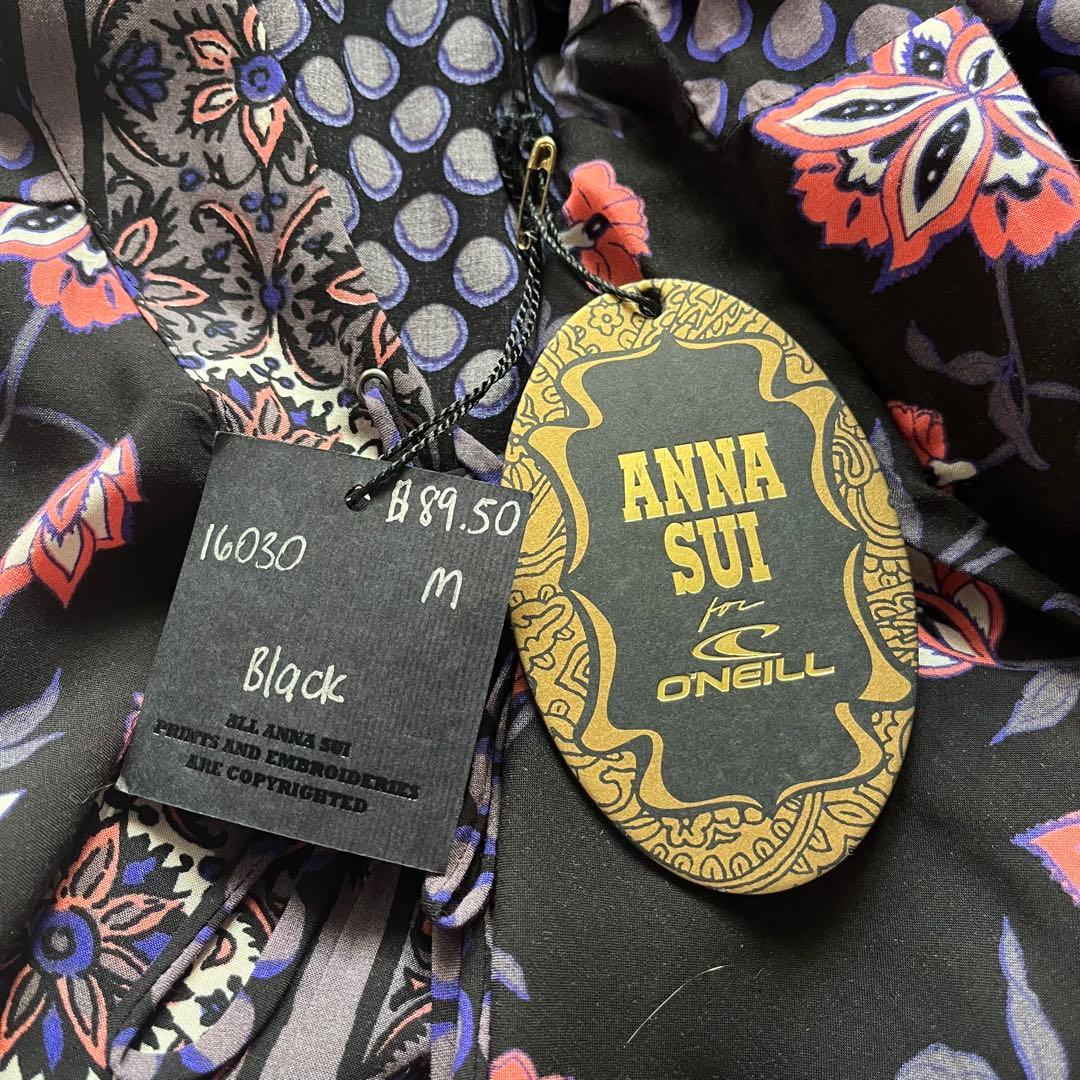 $89.50
16030
M
Black
ALL ANNA SUI
PRINTS AND EMBROIDERIES
ARE COPYRIGHTED
ANNA
SUI
for
O'NEILL